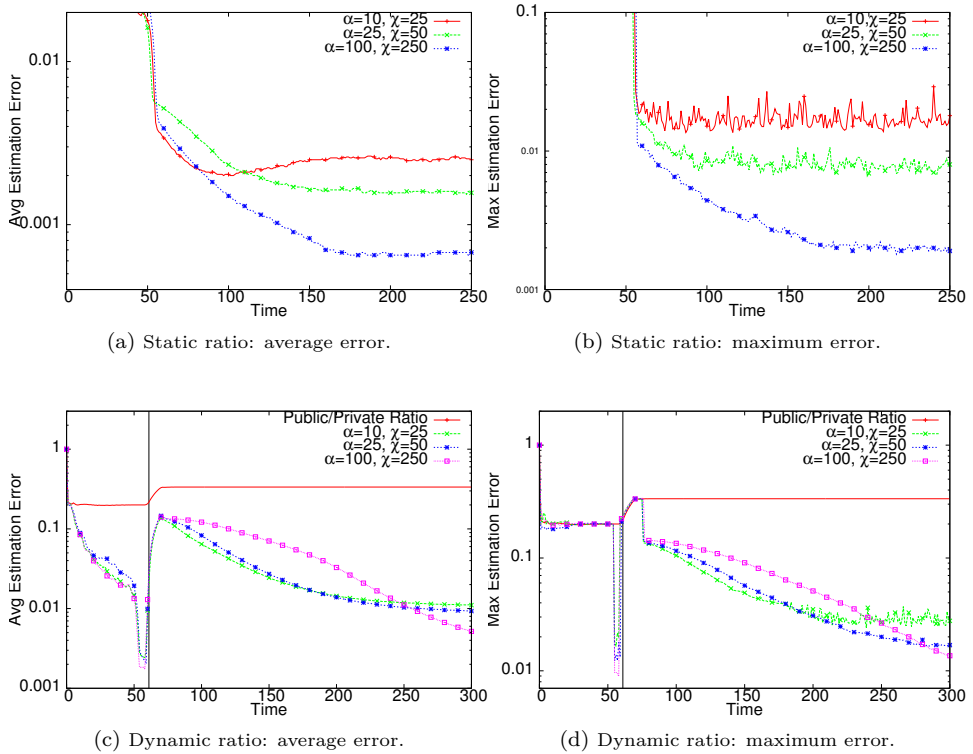 α=10, χ=25
α=25, χ=50
α=100, χ=250
0.01
0.001
Avg Estimation Error
0 50 100 150 200 250
Time
(a) Static ratio: average error.
α=10,χ=25
α=25, χ=50
α=100, χ=250
0.1
0.01
0.001
Max Estimation Error
0 50 100 150 200 250
Time
(b) Static ratio: maximum error.
Public/Private Ratio
α=10, χ=25
α=25, χ=50
α=100, χ=250
1
0.1
0.01
0.001
Avg Estimation Error
0 50 100 150 200 250 300
Time
(c) Dynamic ratio: average error.
Public/Private Ratio
α=10,χ=25
α=25, χ=50
α=100, χ=250
1
0.1
0.01
Max Estimation Error
0 50 100 150 200 250 300
Time
(d) Dynamic ratio: maximum error.